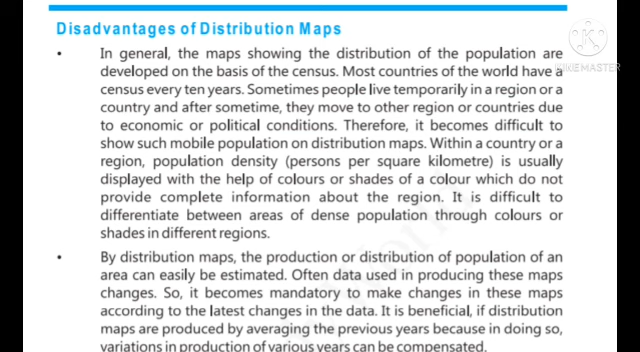 Disadvantages of Distribution Maps
• In general, the maps showing the distribution of the population are
developed on the basis of the census. Most countries of the world have a
census every ten years. Sometimes people live temporarily in a region or a
country and after sometime, they move to other region or countries due
to economic or political conditions. Therefore, it becomes difficult to
show such mobile population on distribution maps. Within a country or a
region, population density (persons per square kilometre) is usually
displayed with the help of colours or shades of a colour which do not
provide complete information about the region. It is difficult to
differentiate between areas of dense population through colours or
shades in different regions.
• By distribution maps, the production or distribution of population of an
area can easily be estimated. Often data used in producing these maps
changes. So, it becomes mandatory to make changes in these maps
according to the latest changes in the data. It is beneficial, if distribution
maps are produced by averaging the previous years because in doing so,
variations in production of various years can be compensated.
K
KINEMASTER